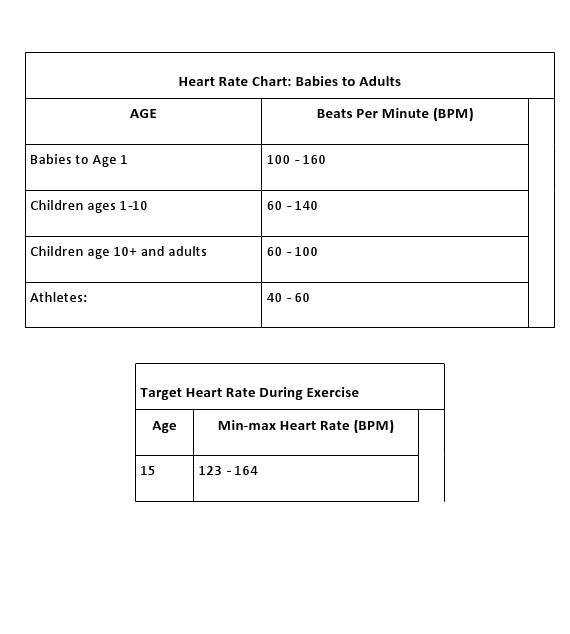 Heart Rate Chart: Babies to Adults
AGE Beats Per Minute (BPM)
Babies to Age 1 100 - 160
Children ages 1-10 60 - 140
Children age 10+ and adults 60 - 100
Athletes: 40 - 60
Target Heart Rate During Exercise
Age Min-max Heart Rate (BPM)
15 123 - 164